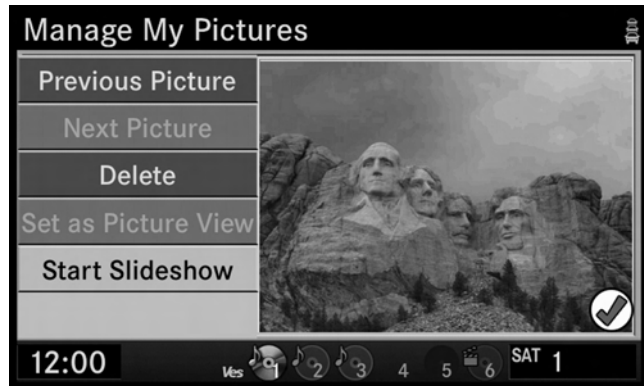 Manage My Pictures
Previous Picture
Next Picture
Delete
Set as Picture View
Start Slideshow
12:00 Ves 1 2 3 4 5 6 SAT 1